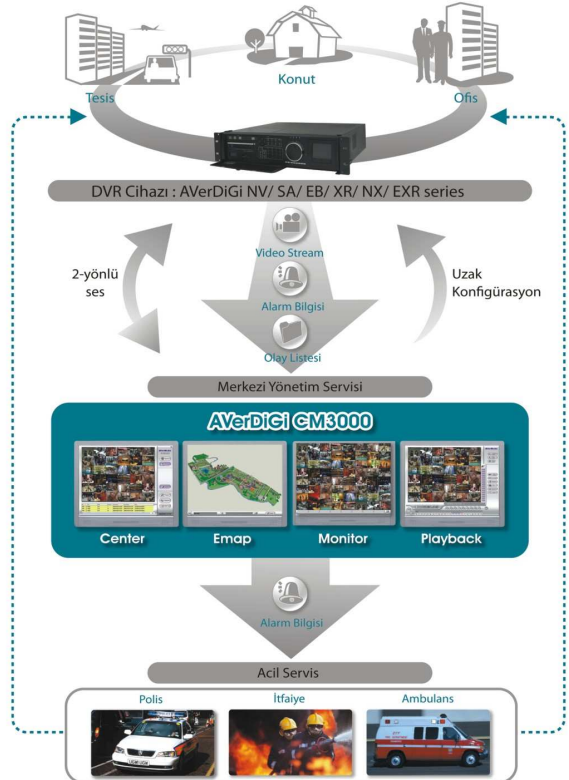 Konut
Tesis
Ofis
DVR Cihazı : AVerDiGi NV/ SA/ EB/ XR/ NX/ EXR series
Video Stream
2-yönlü
ses
Uzak
Konfigürasyon
Alarm Bilgisi
Olay Listesi
Merkezi Yönetim Servisi
AVerDiGi CM3000
Center
Emap
Monitor
Playback
Alarm Bilgisi
Acil Servis
Polis
İtfaiye
Ambulans